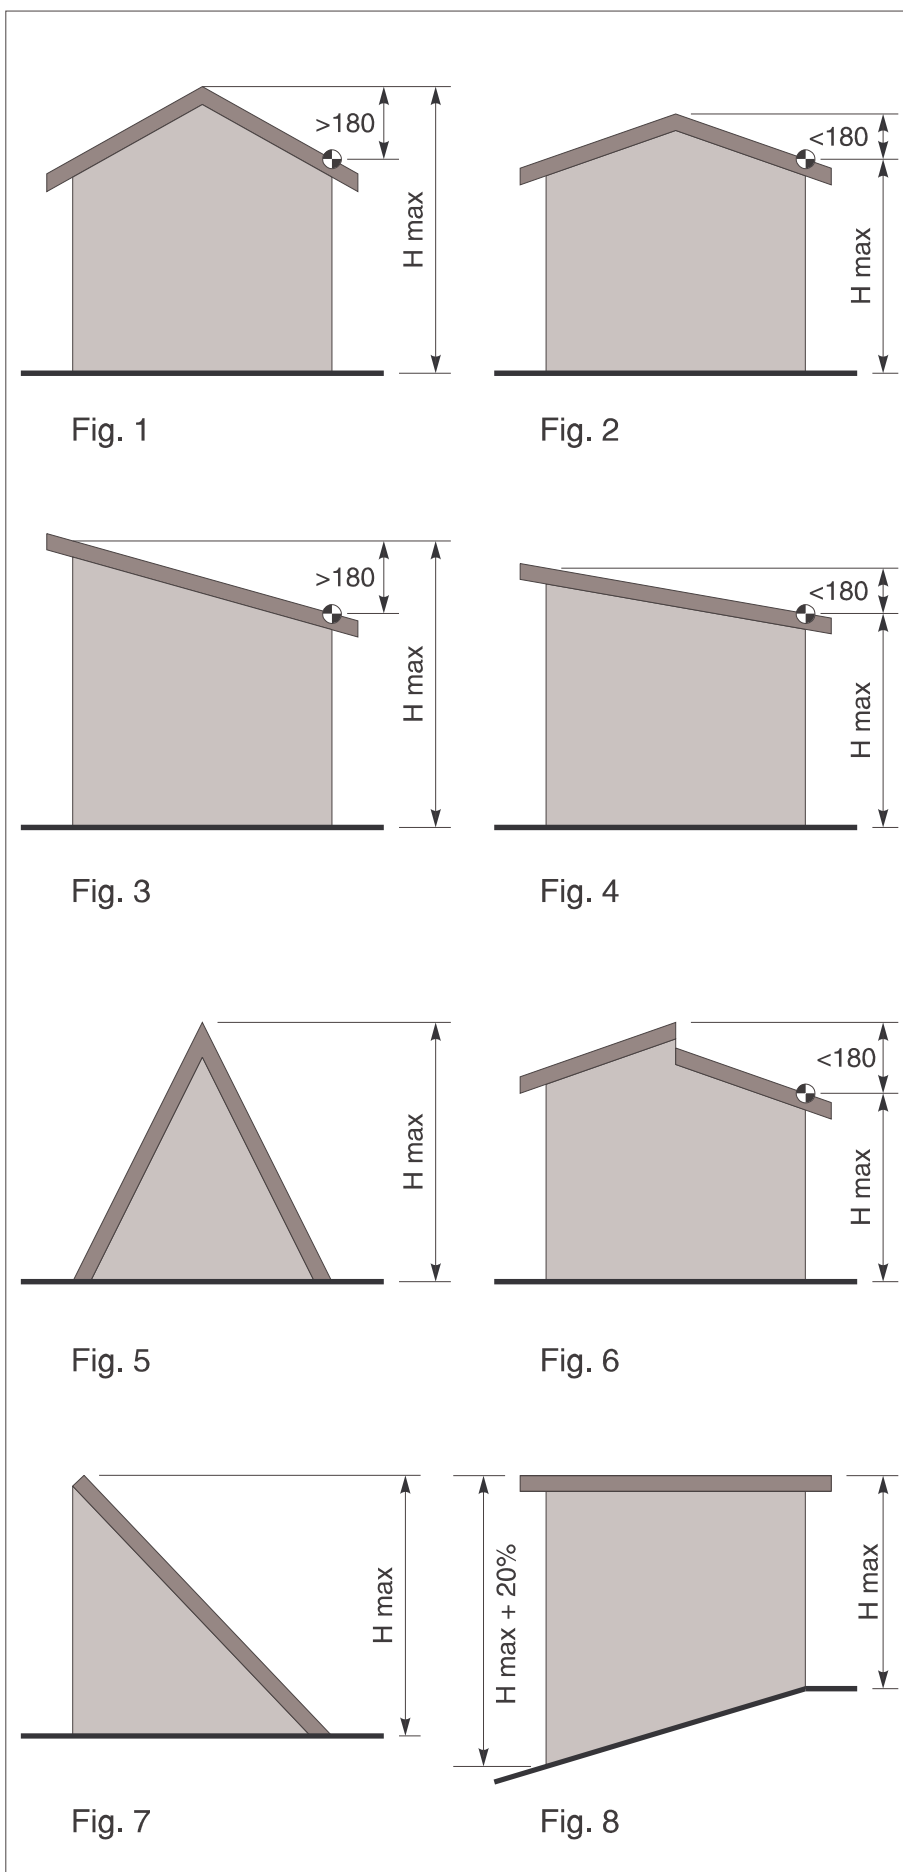 >180
H max
<180
H max
Fig. 1
Fig. 2
>180
H max
<180
H max
Fig. 3
Fig. 4
H max
<180
H max
Fig. 5
Fig. 6
H max
H max + 20%
H max
Fig. 7
Fig. 8